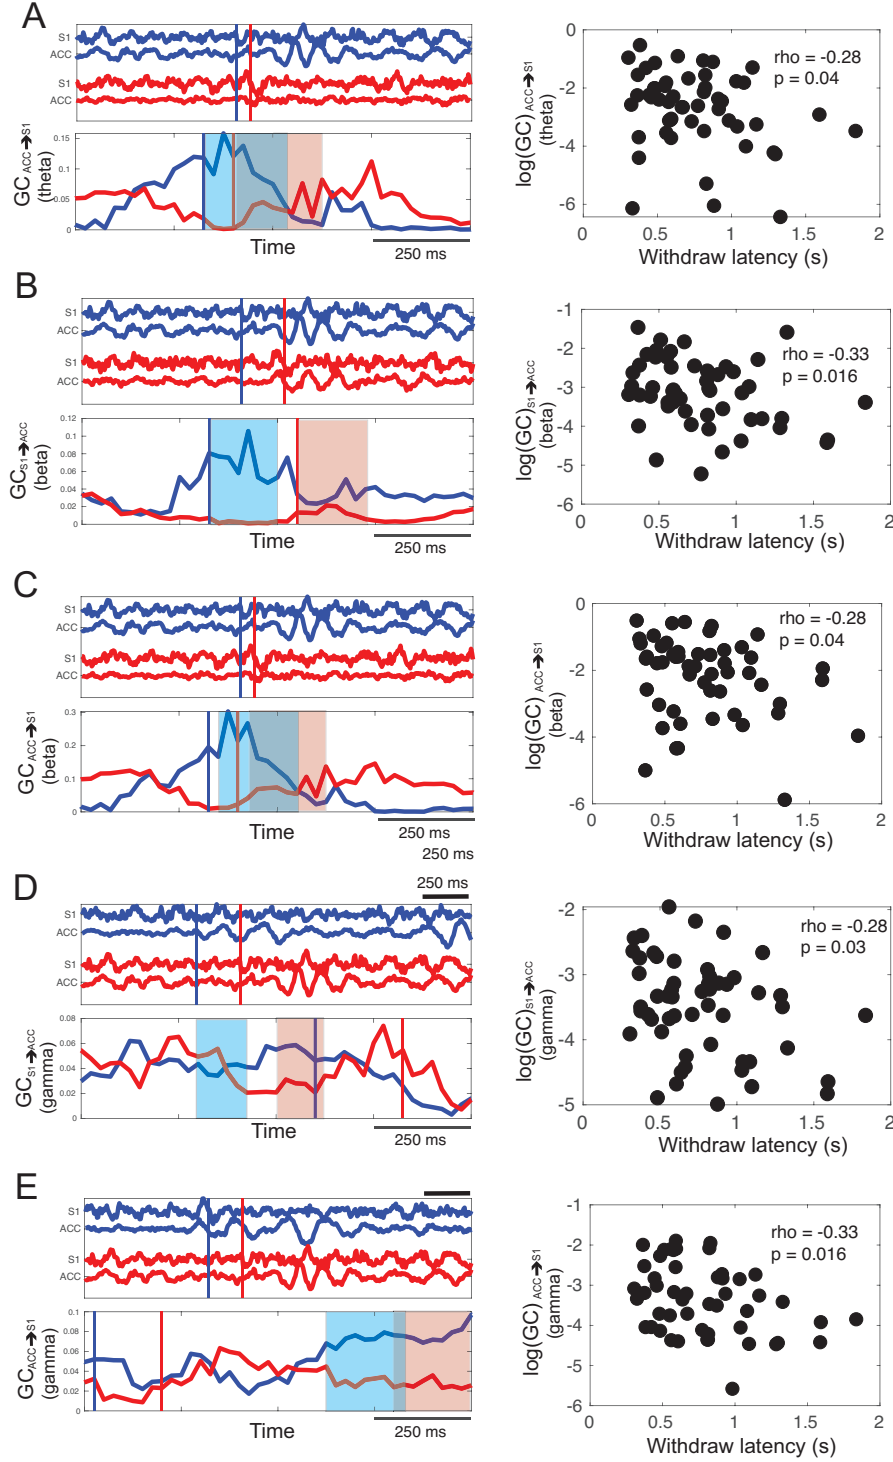 A
S1
ACC
S1
ACC
GC ACC➔S1
(theta)
0.15
0.1
0.05
0
Time
250 ms
log(GC) ACC➔S1
(theta)
0
-2
-4
-6
rho = -0.28
p = 0.04
0 0.5 1 1.5 2
Withdraw latency (s)
B
S1
ACC
S1
ACC
GC S1➔ACC
(beta)
0.12
0.1
0.08
0.06
0.04
0.02
0
Time
250 ms
log(GC) S1➔ACC
(beta)
-1
-2
-3
-4
-5
-6
rho = -0.33
p = 0.016
0 0.5 1 1.5 2
Withdraw latency (s)
C
S1
ACC
S1
ACC
GC ACC➔S1
(beta)
0.3
0.2
0.1
0
Time
250 ms
250 ms
log(GC) ACC➔S1
(beta)
0
-2
-4
-6
rho = -0.28
p = 0.04
0 0.5 1 1.5 2
Withdraw latency (s)
D
250 ms
S1
ACC
S1
ACC
GC S1➔ACC
(gamma)
0.08
0.06
0.04
0.02
0
Time
250 ms
log(GC) S1➔ACC
(gamma)
-2
-3
-4
-5
rho = -0.28
p = 0.03
0 0.5 1 1.5 2
Withdraw latency (s)
E
S1
ACC
S1
ACC
GC ACC➔S1
(gamma)
0.1
0.08
0.06
0.04
0.02
0
Time
250 ms
log(GC) ACC➔S1
(gamma)
-1
-2
-3
-4
-5
-6
rho = -0.33
p = 0.016
0 0.5 1 1.5 2
Withdraw latency (s)